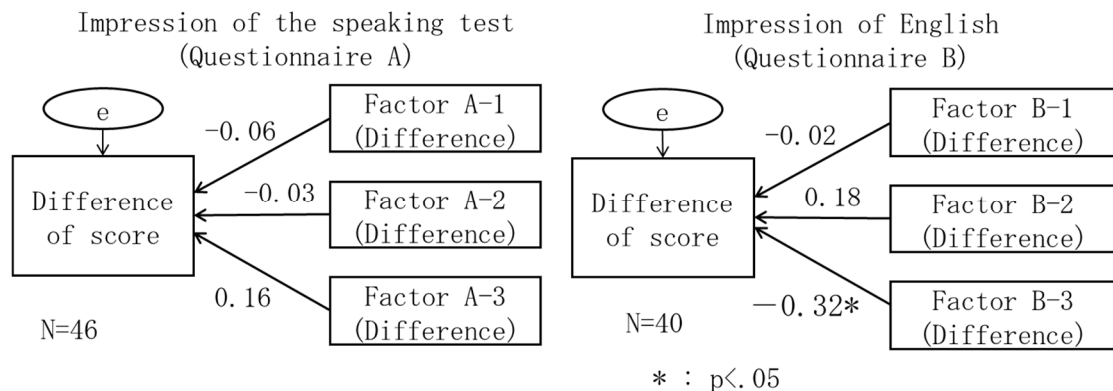 Impression of the speaking test
(Questionnaire A)
e
Difference
of score
-0.06
-0.03
0.16
Factor A-1
(Difference)
Factor A-2
(Difference)
Factor A-3
(Difference)
N=46
Impression of English
(Questionnaire B)
e
Difference
of score
-0.02
0.18
−0.32*
Factor B-1
(Difference)
Factor B-2
(Difference)
Factor B-3
(Difference)
N=40
* : p<.05